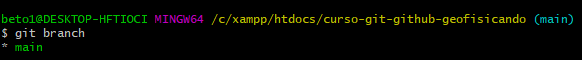 beto1@DESKTOP-HFTIOCI MINGW64 /c/xampp/htdocs/curso-git-github-geofisicando (main)
$ git branch
* main